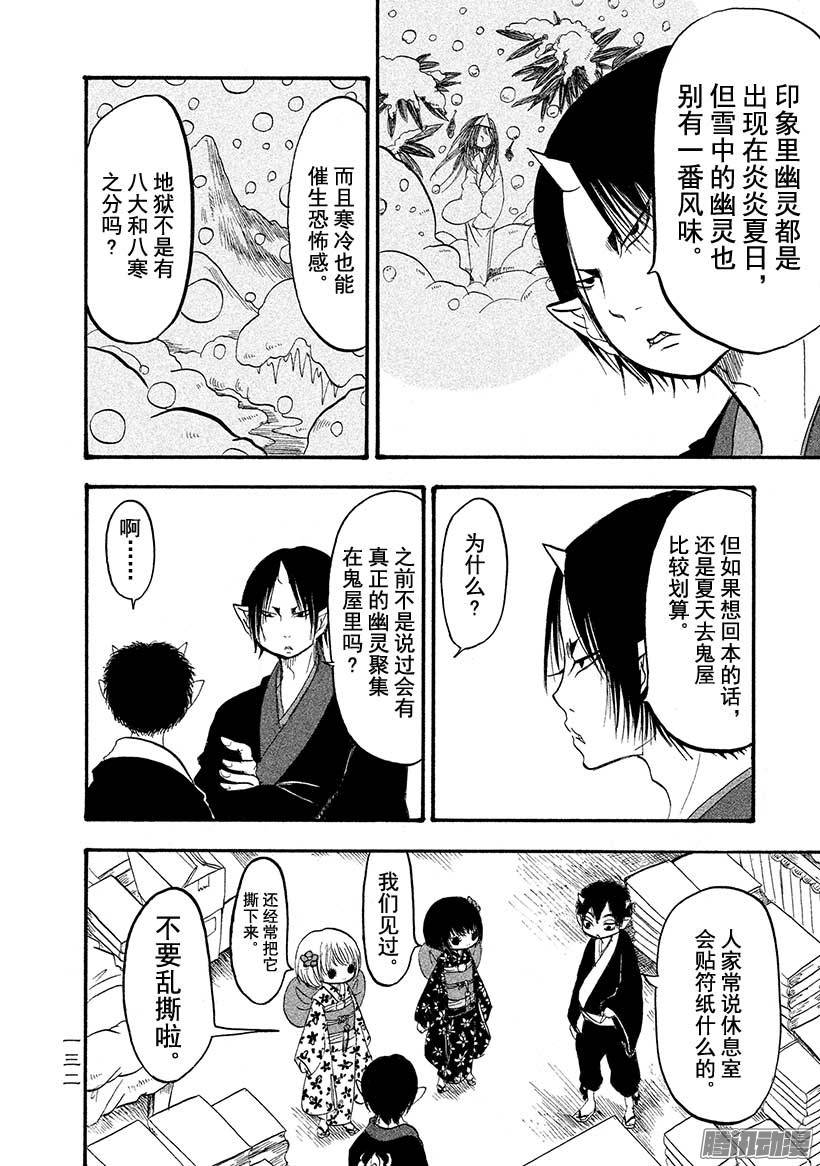 印象里幽灵都是
出现在炎炎夏日，
但雪中的幽灵也
别有一番风味。
而且寒冷也能
催生恐怖感。
地狱不是有
八大和八寒
之分吗？
但如果想回本的话，
还是夏天去鬼屋
比较划算。
为什么？
之前不是说过会有
真正的幽灵聚集
在鬼屋里吗？
啊……
人家常说休息室
会贴符纸什么的。
我们见过。
还经常把它
撕下来。
不要乱撕啦。
一三二
腾讯动漫